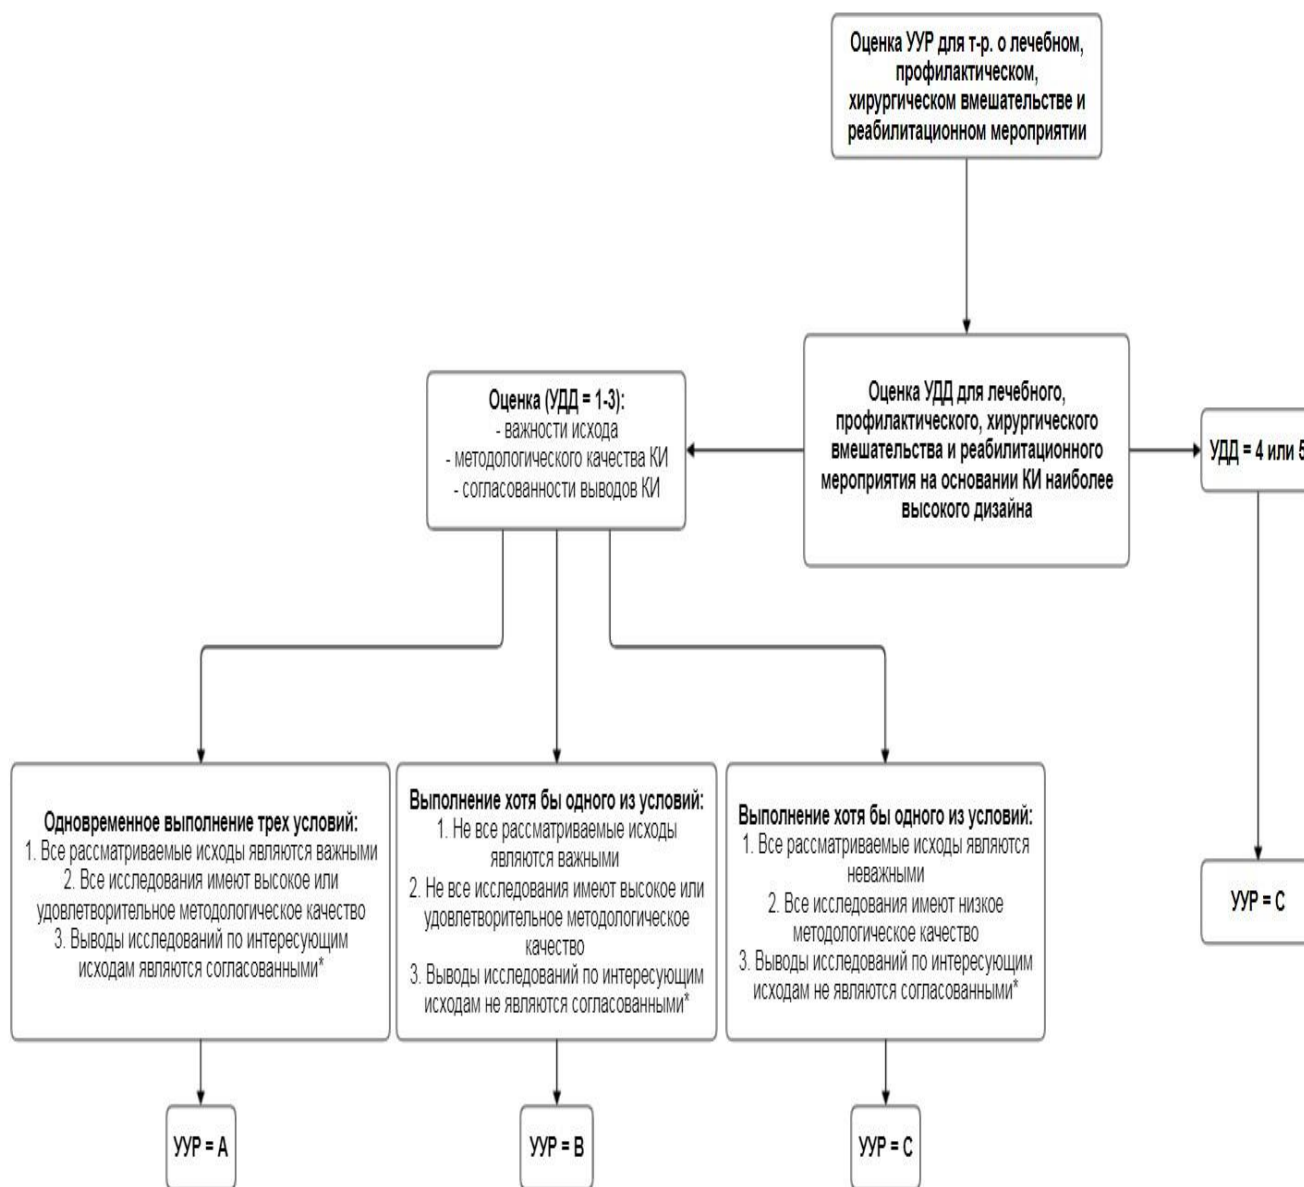 Оценка УУР для т-р. о лечебном,
профилактическом,
хирургическом вмешательстве и
реабилитационном мероприятии
Оценка (УДД = 1-3):
- важности исхода
- методологического качества КИ
- согласованности выводов КИ
Оценка УДД для лечебного,
профилактического, хирургического
вмешательства и реабилитационного
мероприятия на основании КИ наиболее
высокого дизайна
УДД = 4 или 5
Одновременное выполнение трех условий:
1. Все рассматриваемые исходы являются важными
2. Все исследования имеют высокое или
удовлетворительное методологическое качество
3. Выводы исследований по интересующим
исходам являются согласованными*
Выполнение хотя бы одного из условий:
1. Не все рассматриваемые исходы
являются важными
2. Не все исследования имеют высокое или
удовлетворительное методологическое
качество
3. Выводы исследований по интересующим
исходам не являются согласованными*
Выполнение хотя бы одного из условий:
1. Все рассматриваемые исходы являются
неважными
2. Все исследования имеют низкое
методологическое качество
3. Выводы исследований по интересующим
исходам не являются согласованными*
УУР = С
УУР = А
УУР = В
УУР = С